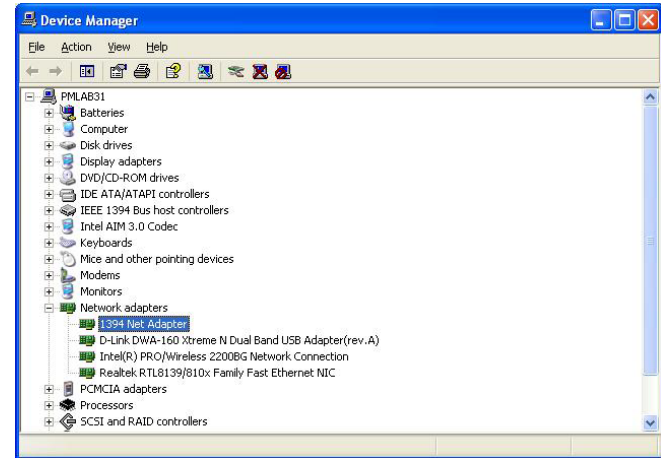 Device Manager
File Action View Help
PMLAB31
Batteries
Computer
Disk drives
Display adapters
DVD/CD-ROM drives
IDE ATA/ATAPI controllers
IEEE 1394 Bus host controllers
Intel AIM 3.0 Codec
Keyboards
Mice and other pointing devices
Modems
Monitors
Network adapters
1394 Net Adapter
D-Link DWA-160 Xtreme N Dual Band USB Adapter(rev.A)
Intel(R) PRO/Wireless 2200BG Network Connection
Realtek RTL8139/810x Family Fast Ethernet NIC
PCMCIA adapters
Processors
SCSI and RAID controllers